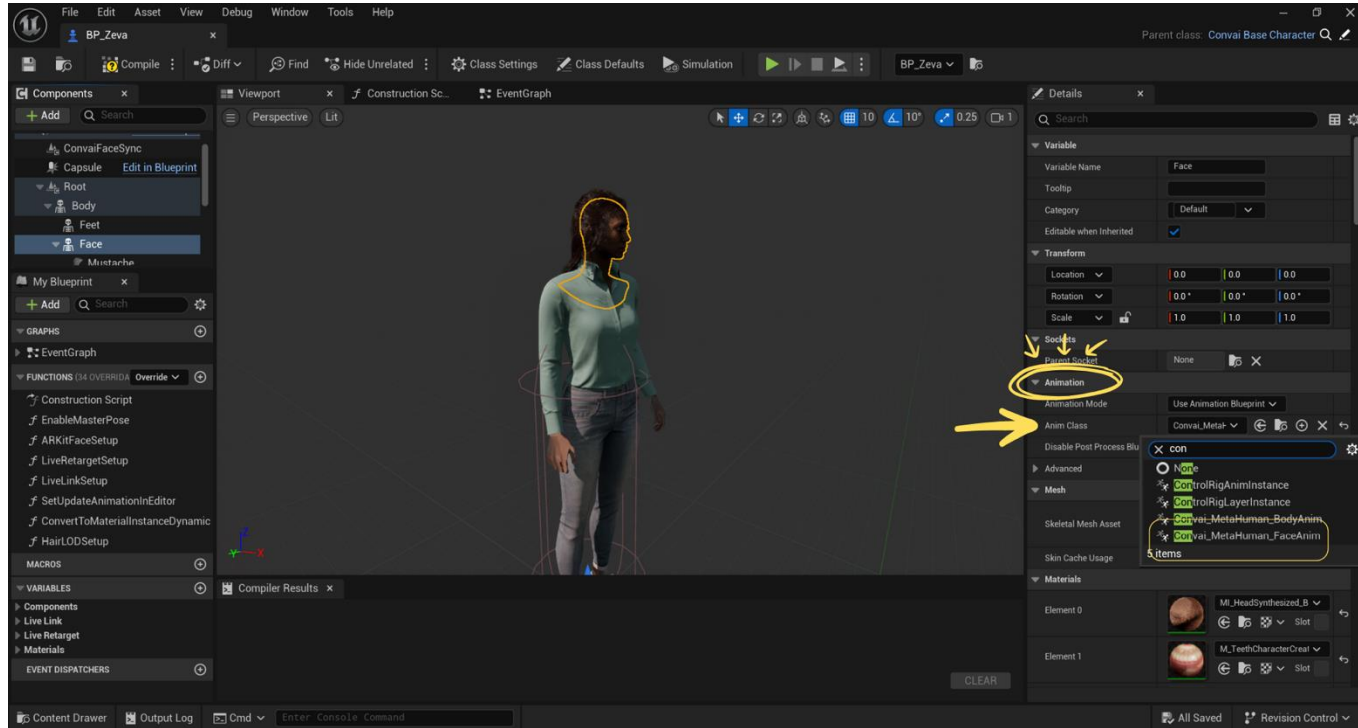 File Edit Asset View Debug Window Tools Help
BP_Zeva
Parent class: Convai Base Character
Compile Diff Find Hide Unrelated Class Settings Class Defaults Simulation BP_Zeva
Components
Add Search
ConvaiFaceSync
Capsule Edit in Blueprint
Root
Body
Feet
Face
Mustache
My Blueprint
Add Search
GRAPHS
EventGraph
FUNCTIONS (34 OVERRIDA Override
Construction Script
EnableMasterPose
ARKitFaceSetup
LiveRetargetSetup
LiveLinkSetup
SetUpdateAnimationInEditor
ConvertToMaterialInstanceDynamic
HairLODSetup
MACROS
VARIABLES
Components
Live Link
Live Retarget
Materials
EVENT DISPATCHERS
Viewport Construction Sc... EventGraph
Perspective Lit 10 10° 0.25 1
Z
Y X
Compiler Results
CLEAR
Details
Search
Variable
Variable Name Face
Tooltip
Category Default
Editable when Inherited
Transform
Location 0.0 0.0 0.0
Rotation 0.0° 0.0° 0.0°
Scale 1.0 1.0 1.0
Sockets
Parent Socket None
Animation
Animation Mode Use Animation Blueprint
Anim Class Convai_MetaH
Disable Post Process Blu
con
None
ControlRigAnimInstance
ControlRigLayerInstance
Convai_MetaHuman_BodyAnim
Convai_MetaHuman_FaceAnim
5 items
Advanced
Mesh
Skeletal Mesh Asset
Skin Cache Usage
Materials
Element 0 MI_HeadSynthesized_B
Slot
Element 1 M_TeethCharacterCreat
Slot
Content Drawer Output Log Cmd Enter Console Command All Saved Revision Control